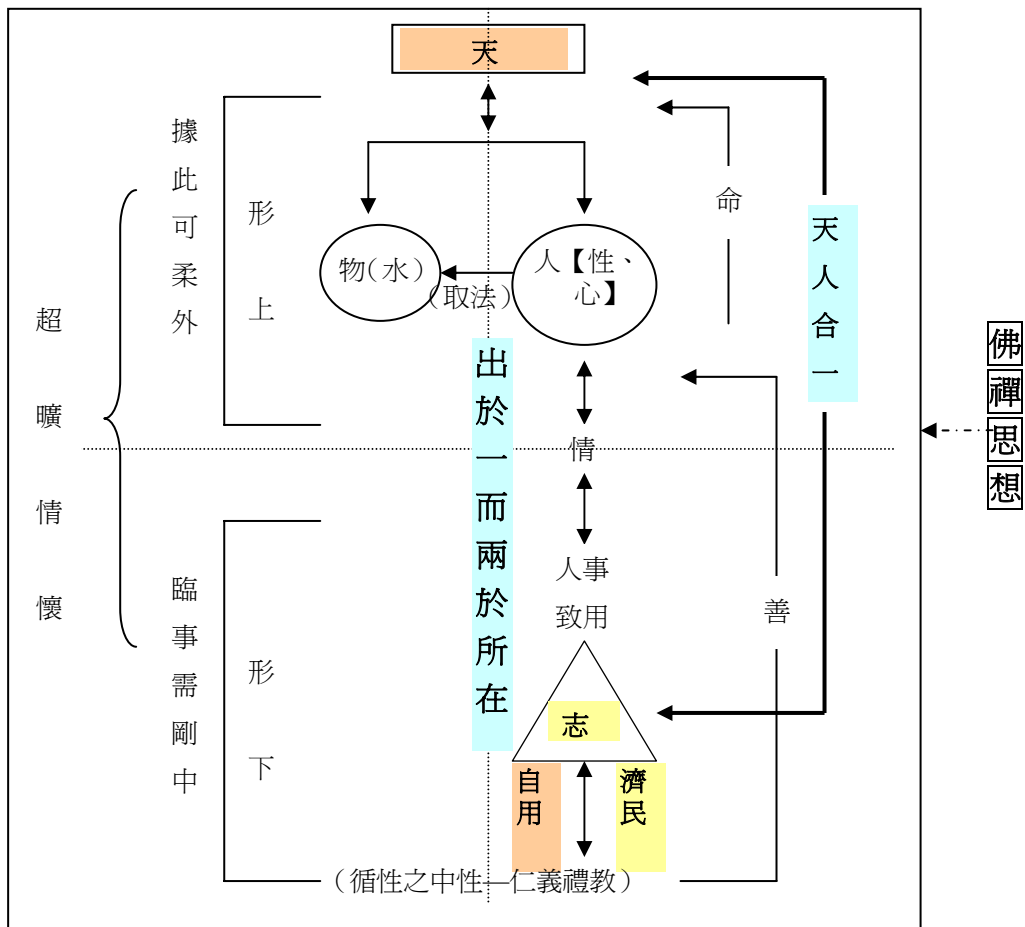 天
據此可柔外
形上
命
天人合一
物(水)
(取法)
人【性、
心】
超曠情懷
出於一而兩於所在
情
佛禪思想
人事
致用
臨事需剛中
形下
善
志
自用
濟民
(循性之中性—仁義禮教)